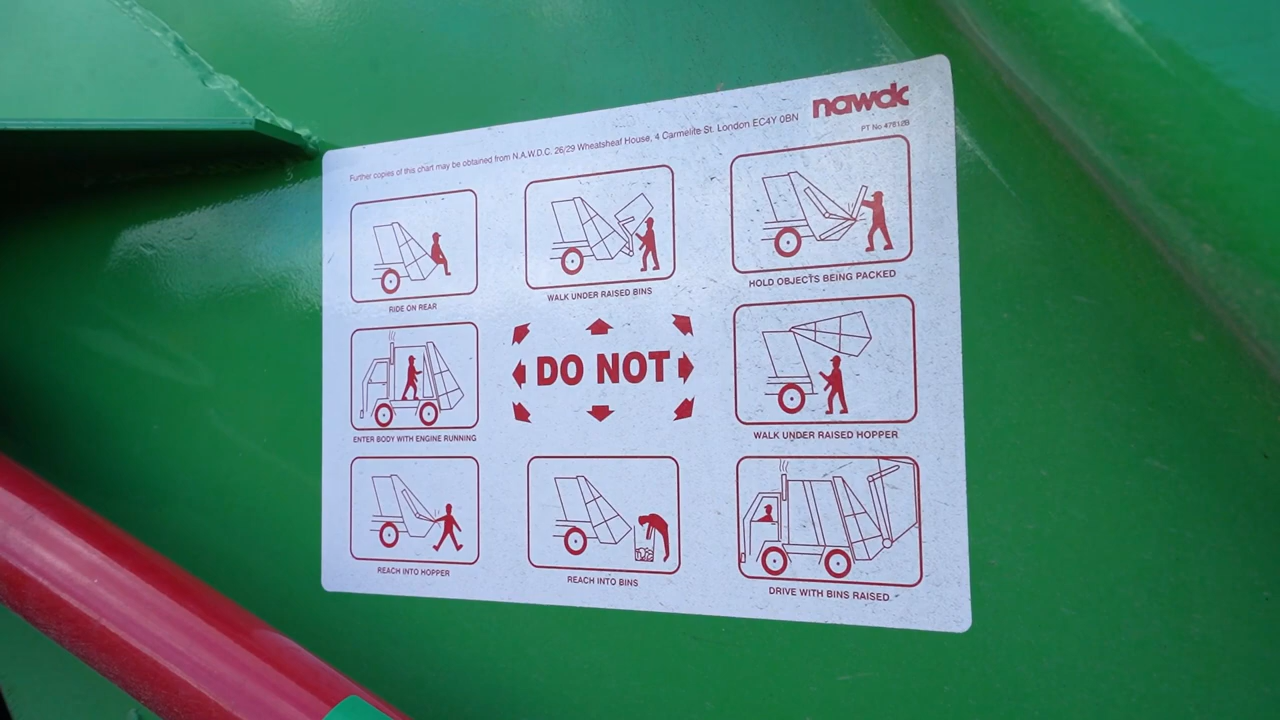 nawdc
Further copies of this chart may be obtained from N.A.W.D.C. 26/29 Wheatsheaf House, 4 Carmelite St. London EC4Y 0BN
PT No 47612B
RIDE ON REAR
WALK UNDER RAISED BINS
HOLD OBJECTS BEING PACKED
ENTER BODY WITH ENGINE RUNNING
DO NOT
WALK UNDER RAISED HOPPER
REACH INTO HOPPER
REACH INTO BINS
DRIVE WITH BINS RAISED